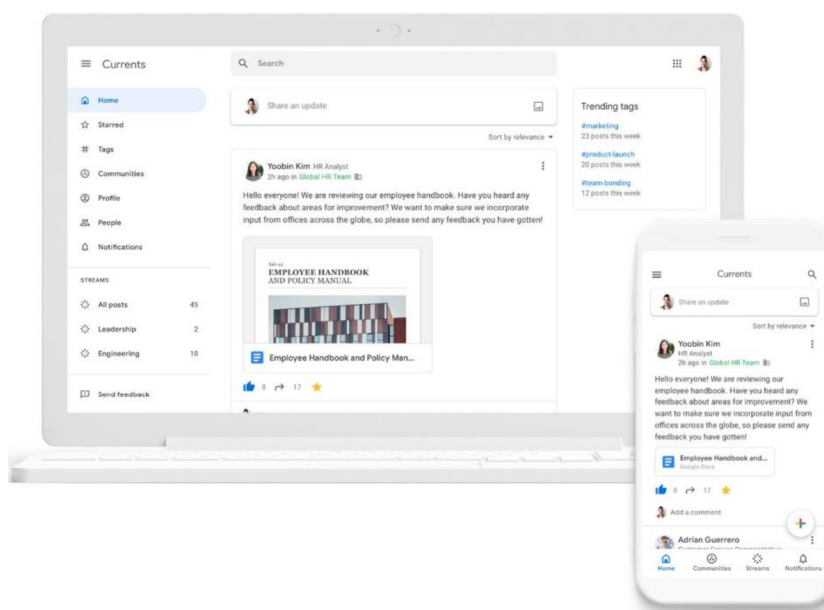 Currents
Search
Home
Starred
Tags
Communities
Profile
People
Notifications
STREAMS
All posts 45
Leadership 2
Engineering 10
Send feedback
Share an update
Sort by relevance
Yoobin Kim HR Analyst
2h ago in Global HR Team
Hello everyone! We are reviewing our employee handbook. Have you heard any
feedback about areas for improvement? We want to make sure we incorporate
input from offices across the globe, so please send any feedback you have gotten!
EMPLOYEE HANDBOOK
AND POLICY MANUAL
Employee Handbook and Policy Man...
8 17
Trending tags
#marketing
23 posts this week
#product-launch
20 posts this week
#team-bonding
12 posts this week
Currents
Share an update
Sort by relevance
Yoobin Kim
HR Analyst
2h ago in Global HR Team
Hello everyone! We are reviewing our
employee handbook. Have you heard any
feedback about areas for improvement? We
want to make sure we incorporate input from
offices across the globe, so please send any
feedback you have gotten!
Employee Handbook and...
Google Docs
8 17
Add a comment
Adrian Guerrero
Customer Service Representative
Home Communities Streams Notifications